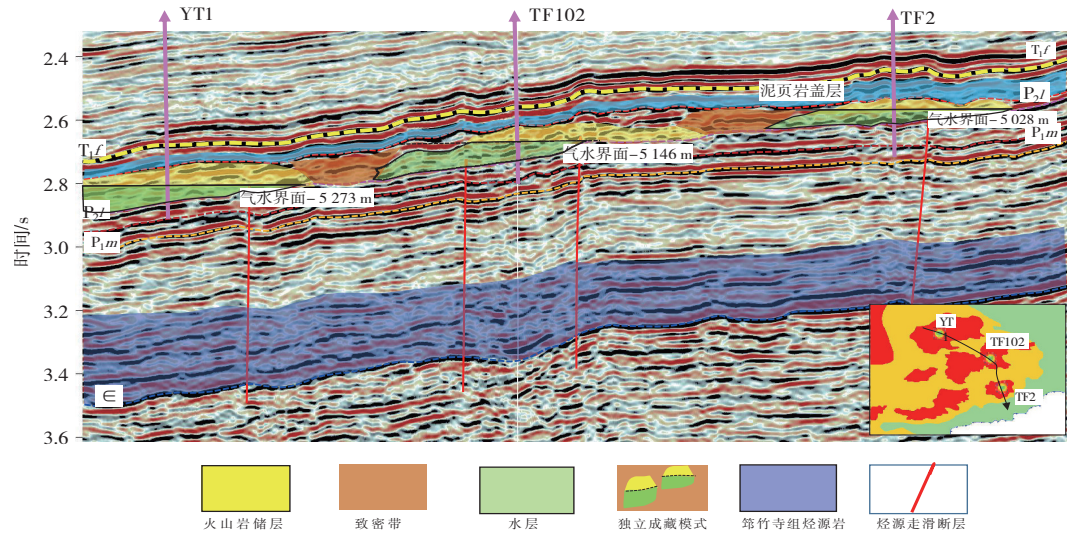 YT1
TF102
TF2
2.4
2.6
2.8
3.0
3.2
3.4
3.6
时间/s
T₁f
泥页岩盖层
P₂l
气水界面-5 028 m
P₁m
T₁f
气水界面-5 146 m
气水界面-5 273 m
P₂l
P₁m
∈
YT
TF102
TF2
火山岩储层
致密带
水层
独立成藏模式
筇竹寺组烃源岩
烃源走滑断层